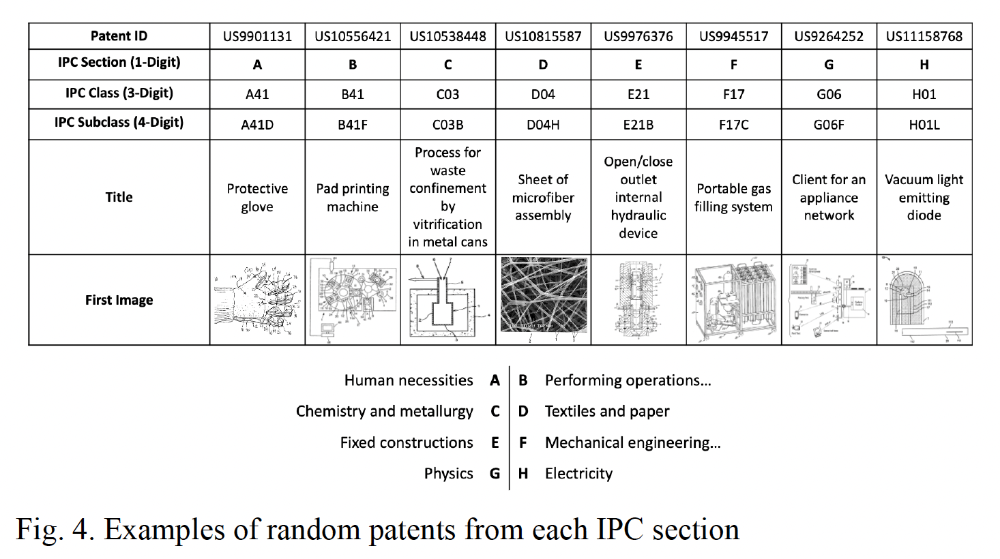 Patent ID US9901131 US10556421 US10538448 US10815587 US9976376 US9945517 US9264252 US11158768
IPC Section (1-Digit) A B C D E F G H
IPC Class (3-Digit) A41 B41 C03 D04 E21 F17 G06 H01
IPC Subclass (4-Digit) A41D B41F C03B D04H E21B F17C G06F H01L
Title
Protective
glove
Pad printing
machine
Process for
waste
confinement
by
vitrification
in metal cans
Sheet of
microfiber
assembly
Open/close
outlet
internal
hydraulic
device
Portable gas
filling system
Client for an
appliance
network
Vacuum light
emitting
diode
First Image
Human necessities A B Performing operations...
Chemistry and metallurgy C D Textiles and paper
Fixed constructions E F Mechanical engineering...
Physics G H Electricity
Fig. 4. Examples of random patents from each IPC section